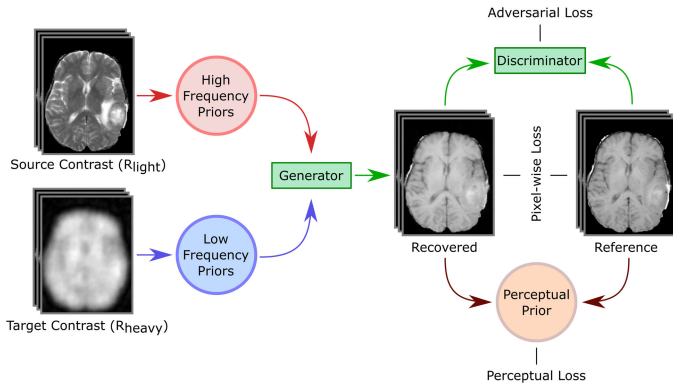 Adversarial Loss
Discriminator
High
Frequency
Priors
Source Contrast (Rlight)
Generator
Pixel-wise Loss
Low
Frequency
Priors
Recovered
Reference
Target Contrast (Rheavy)
Perceptual
Prior
Perceptual Loss